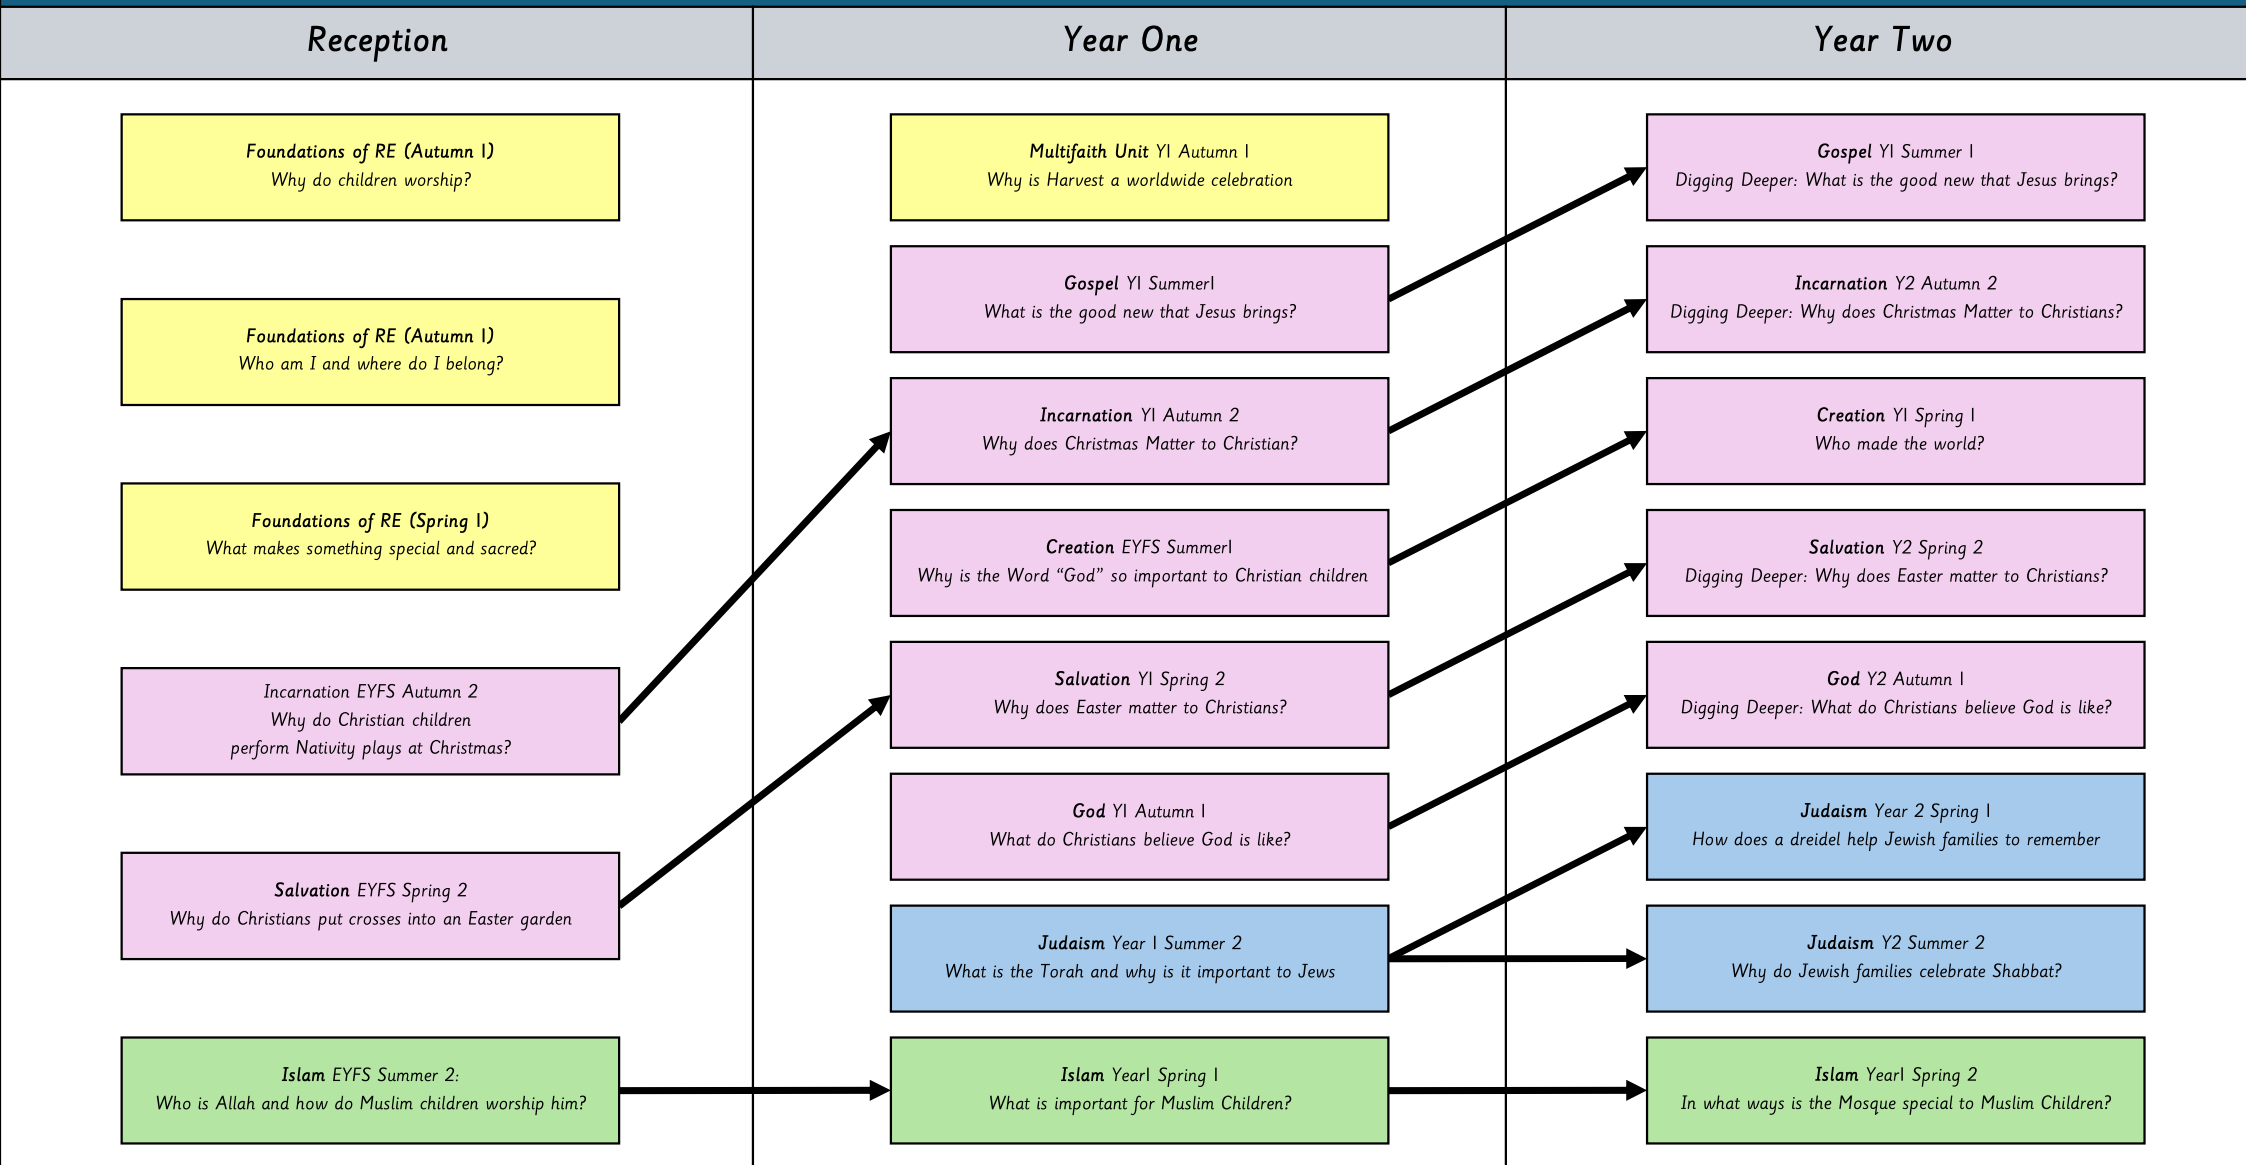 Reception
Foundations of RE (Autumn 1)
Why do children worship?
Foundations of RE (Autumn 1)
Who am I and where do I belong?
Foundations of RE (Spring 1)
What makes something special and sacred?
Incarnation EYFS Autumn 2
Why do Christian children
perform Nativity plays at Christmas?
Salvation EYFS Spring 2
Why do Christians put crosses into an Easter garden
Islam EYFS Summer 2:
Who is Allah and how do Muslim children worship him?
Year One
Multifaith Unit Y1 Autumn 1
Why is Harvest a worldwide celebration
Gospel Y1 Summer1
What is the good new that Jesus brings?
Incarnation Y1 Autumn 2
Why does Christmas Matter to Christian?
Creation EYFS Summer1
Why is the Word “God” so important to Christian children
Salvation Y1 Spring 2
Why does Easter matter to Christians?
God Y1 Autumn 1
What do Christians believe God is like?
Judaism Year 1 Summer 2
What is the Torah and why is it important to Jews
Islam Year1 Spring 1
What is important for Muslim Children?
Year Two
Gospel Y1 Summer 1
Digging Deeper: What is the good new that Jesus brings?
Incarnation Y2 Autumn 2
Digging Deeper: Why does Christmas Matter to Christians?
Creation Y1 Spring 1
Who made the world?
Salvation Y2 Spring 2
Digging Deeper: Why does Easter matter to Christians?
God Y2 Autumn 1
Digging Deeper: What do Christians believe God is like?
Judaism Year 2 Spring 1
How does a dreidel help Jewish families to remember
Judaism Y2 Summer 2
Why do Jewish families celebrate Shabbat?
Islam Year1 Spring 2
In what ways is the Mosque special to Muslim Children?